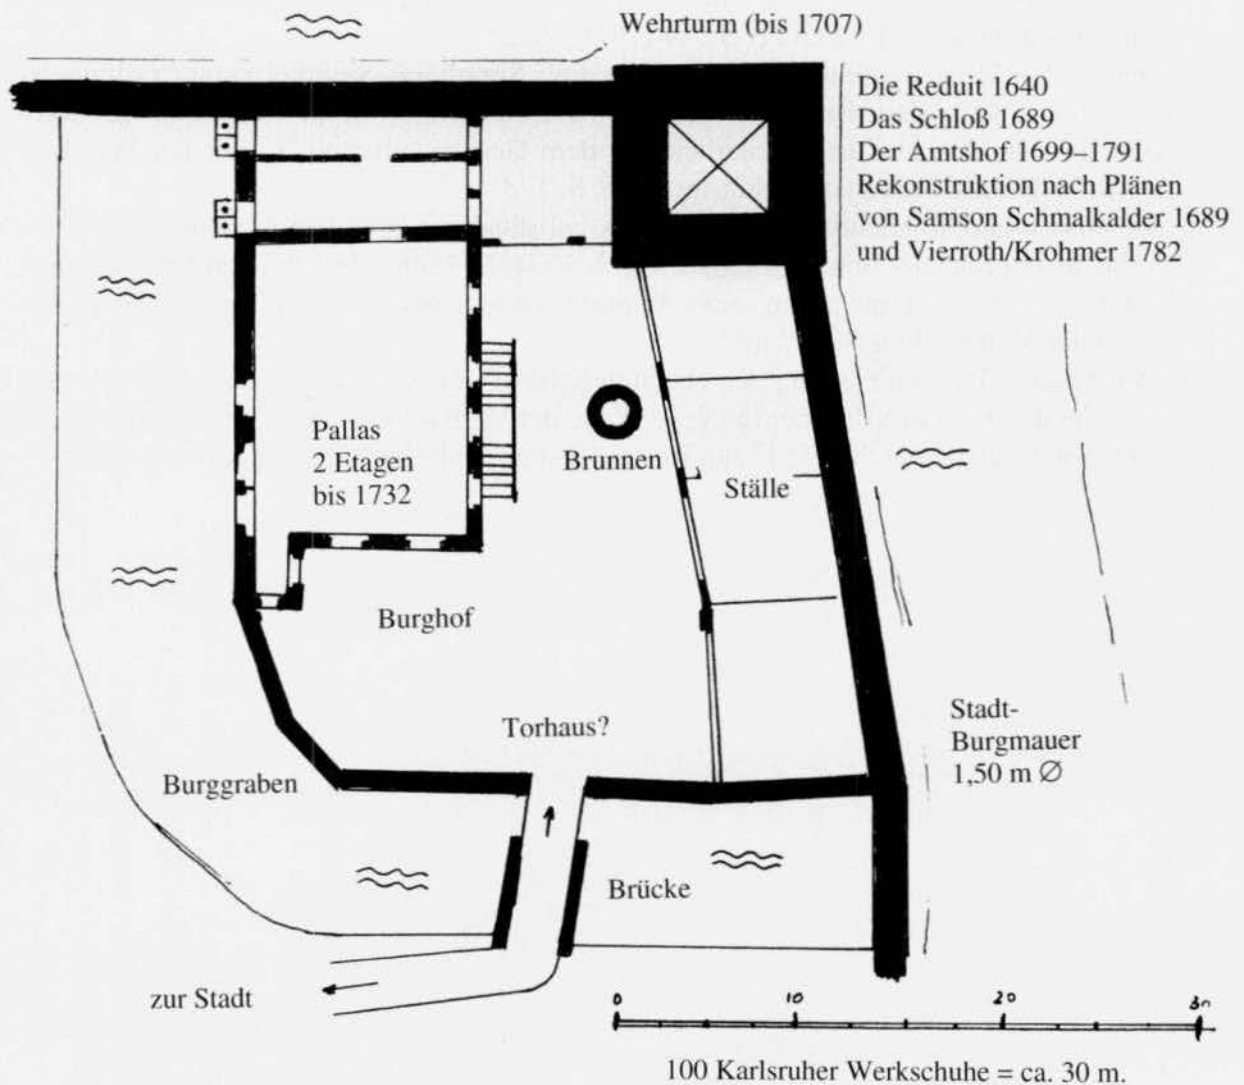 Wehrturm (bis 1707)
Die Reduit 1640
Das Schloß 1689
Der Amtshof 1699–1791
Rekonstruktion nach Plänen
von Samson Schmalkalder 1689
und Vierroth/Krohmer 1782
Pallas
2 Etagen
bis 1732
Brunnen
Ställe
Burghof
Torhaus?
Stadt-
Burgmauer
1,50 m ∅
Burggraben
Brücke
zur Stadt
0 10 20 30
100 Karlsruher Werkschuhe = ca. 30 m.